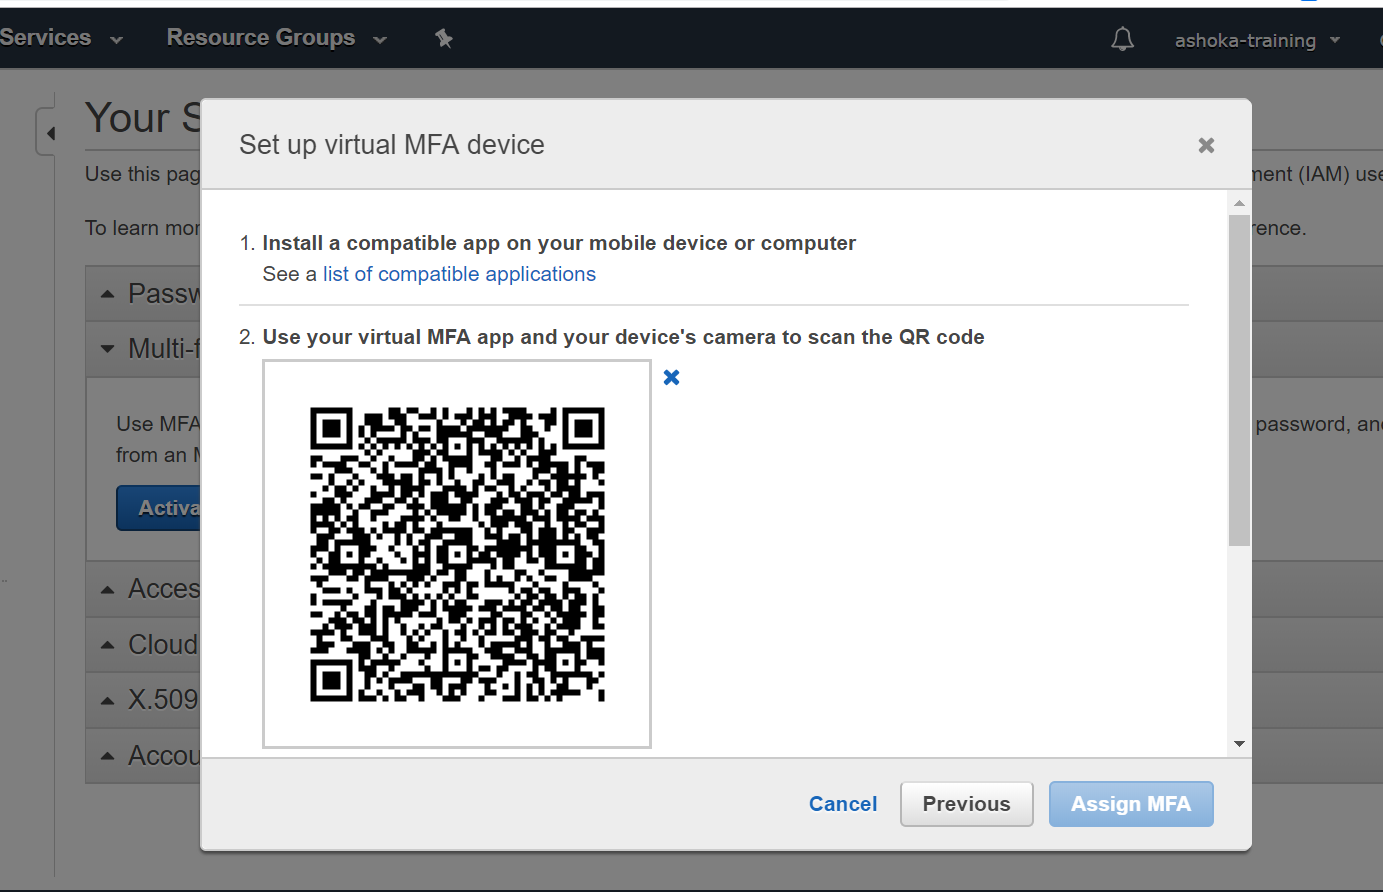 Services Resource Groups ashoka-training
Your S
Set up virtual MFA device
Use this pag
ment (IAM) use
To learn mor
rence.
1. Install a compatible app on your mobile device or computer
See a list of compatible applications
Passw
2. Use your virtual MFA app and your device's camera to scan the QR code
Multi-f
Use MFA
password, and
from an M
Activa
Acces
Cloud
X.509
Accou
Cancel Previous Assign MFA